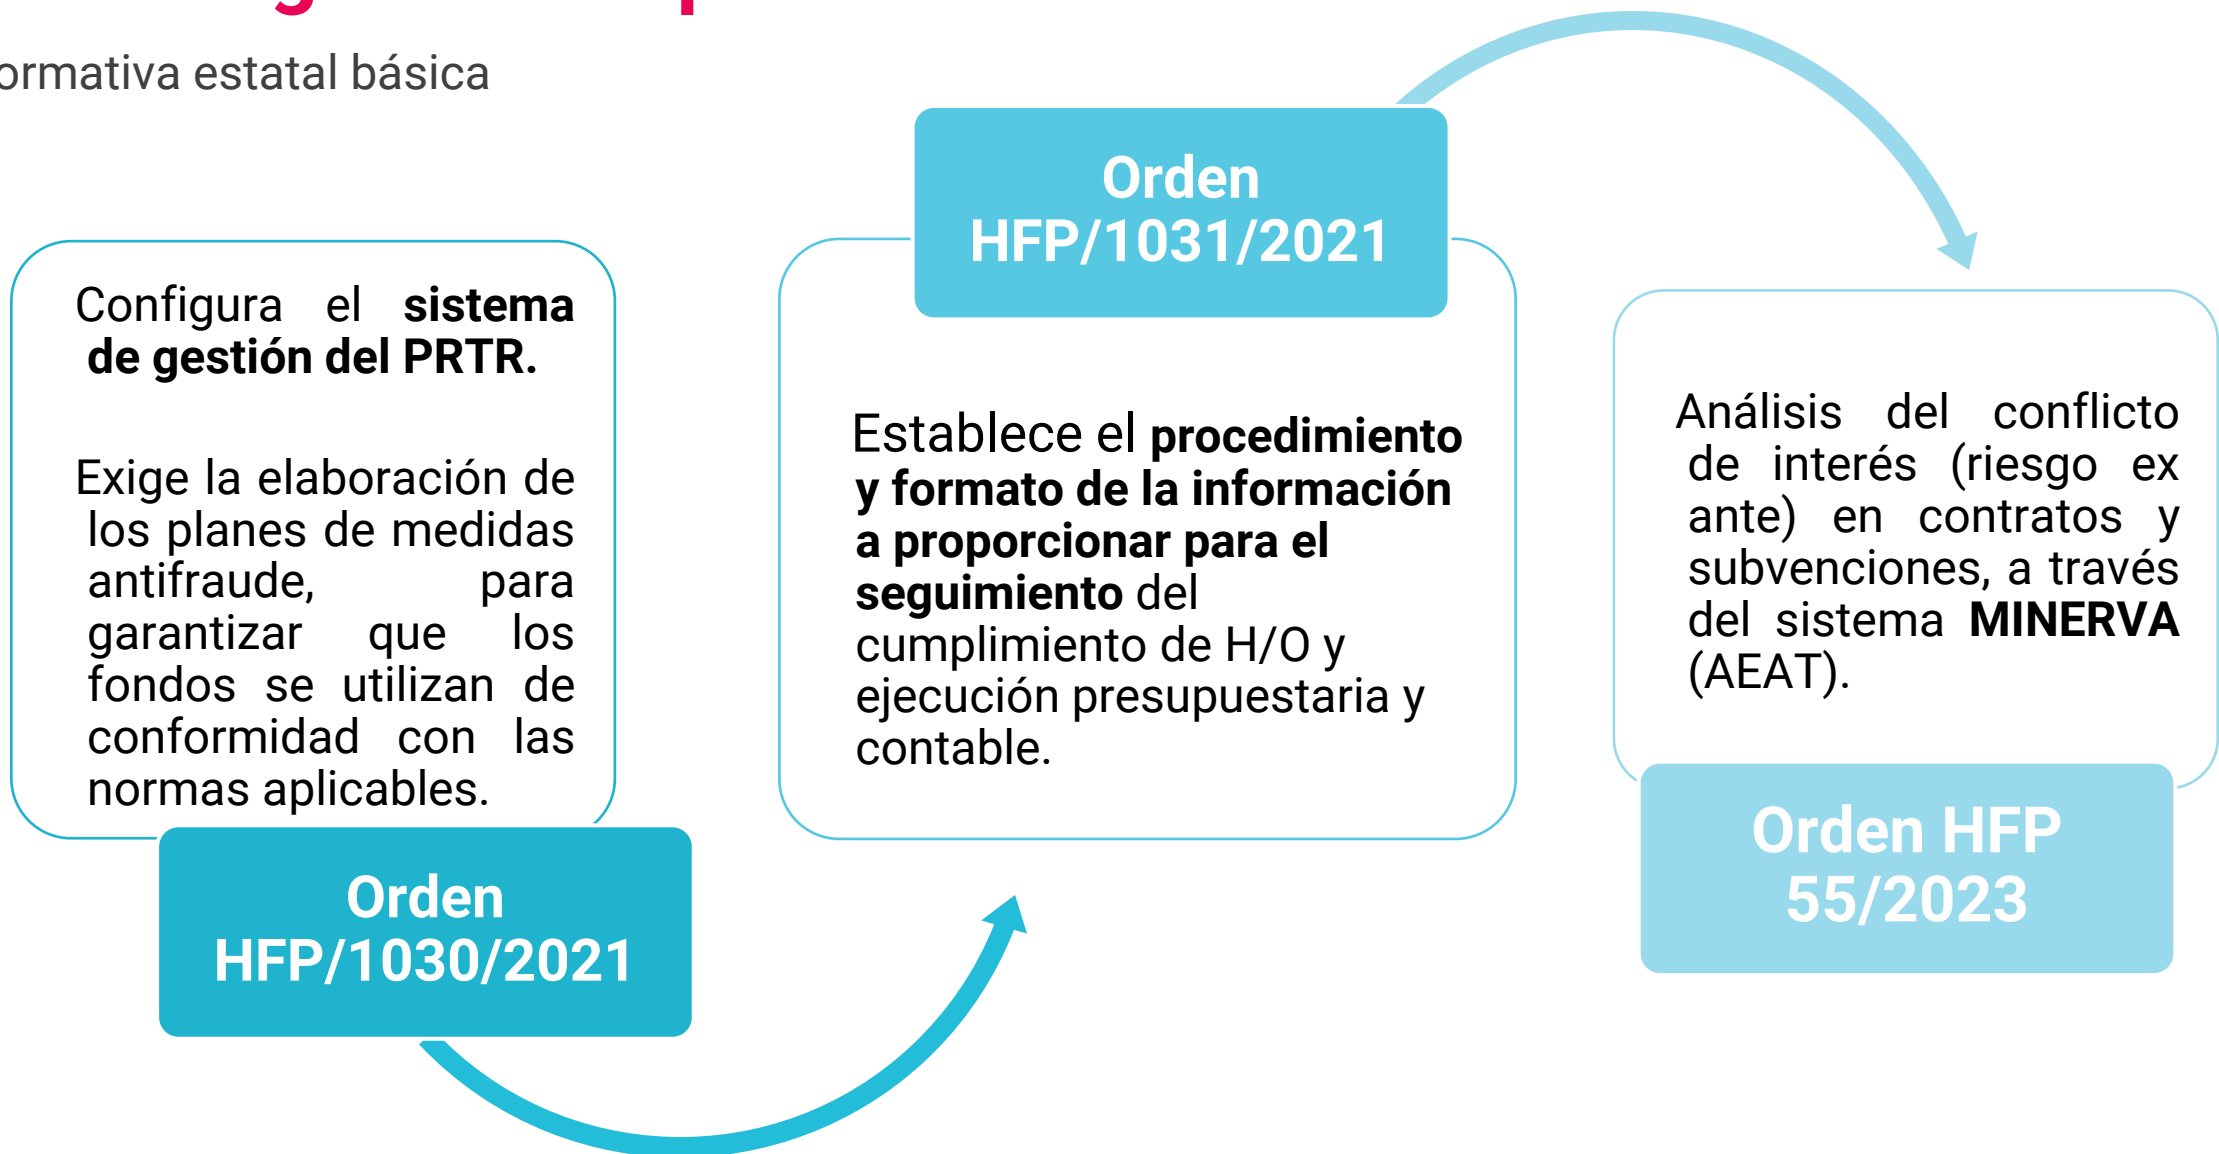 ormativa estatal básica
Configura el sistema
de gestión del PRTR.
Exige la elaboración de
los planes de medidas
antifraude, para
garantizar que los
fondos se utilizan de
conformidad con las
normas aplicables.
Orden
HFP/1030/2021
Orden
HFP/1031/2021
Establece el procedimiento
y formato de la información
a proporcionar para el
seguimiento del
cumplimiento de H/O y
ejecución presupuestaria y
contable.
Análisis del conflicto
de interés (riesgo ex
ante) en contratos y
subvenciones, a través
del sistema MINERVA
(AEAT).
Orden HFP
55/2023